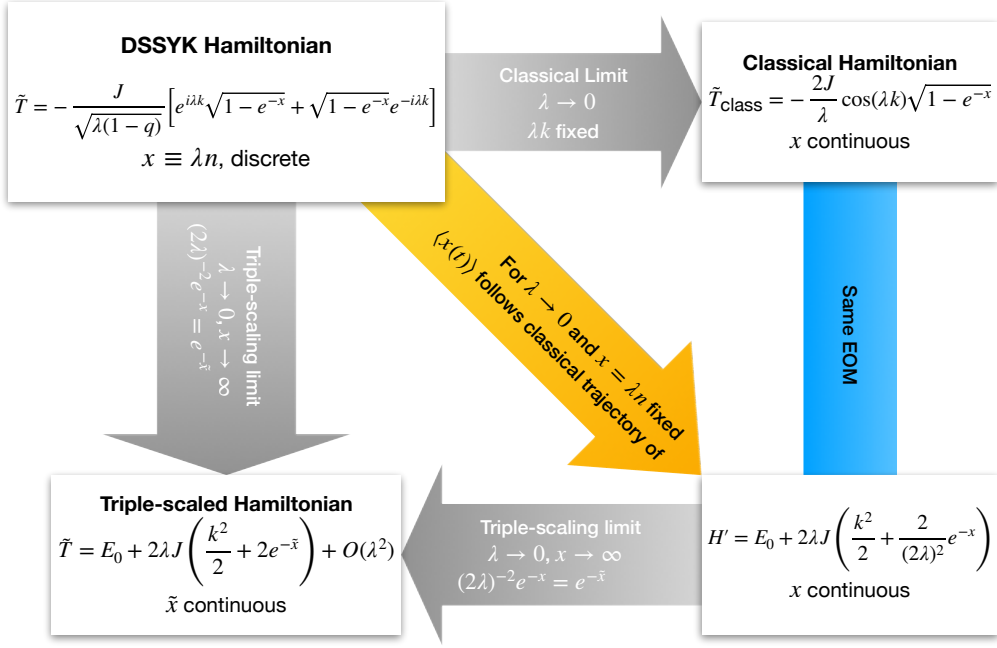 DSSYK Hamiltonian
T̃ = − J / √(λ(1 − q)) [e^{iλk}√(1 − e^{−x}) + √(1 − e^{−x})e^{−iλk}]
x ≡ λn, discrete
Classical Limit
λ → 0
λk fixed
Classical Hamiltonian
T̃_class = − 2J/λ cos(λk)√(1 − e^{−x})
x continuous
Triple-scaling limit
λ → 0, x → ∞
(2λ)^{−2}e^{−x} = e^{−x̃}
For λ → 0 and x = λn fixed
⟨x(t)⟩ follows classical trajectory of
Same EOM
Triple-scaled Hamiltonian
T̃ = E₀ + 2λJ (k²/2 + 2e^{−x̃}) + O(λ²)
x̃ continuous
Triple-scaling limit
λ → 0, x → ∞
(2λ)^{−2}e^{−x} = e^{−x̃}
H′ = E₀ + 2λJ (k²/2 + 2/(2λ)² e^{−x})
x continuous